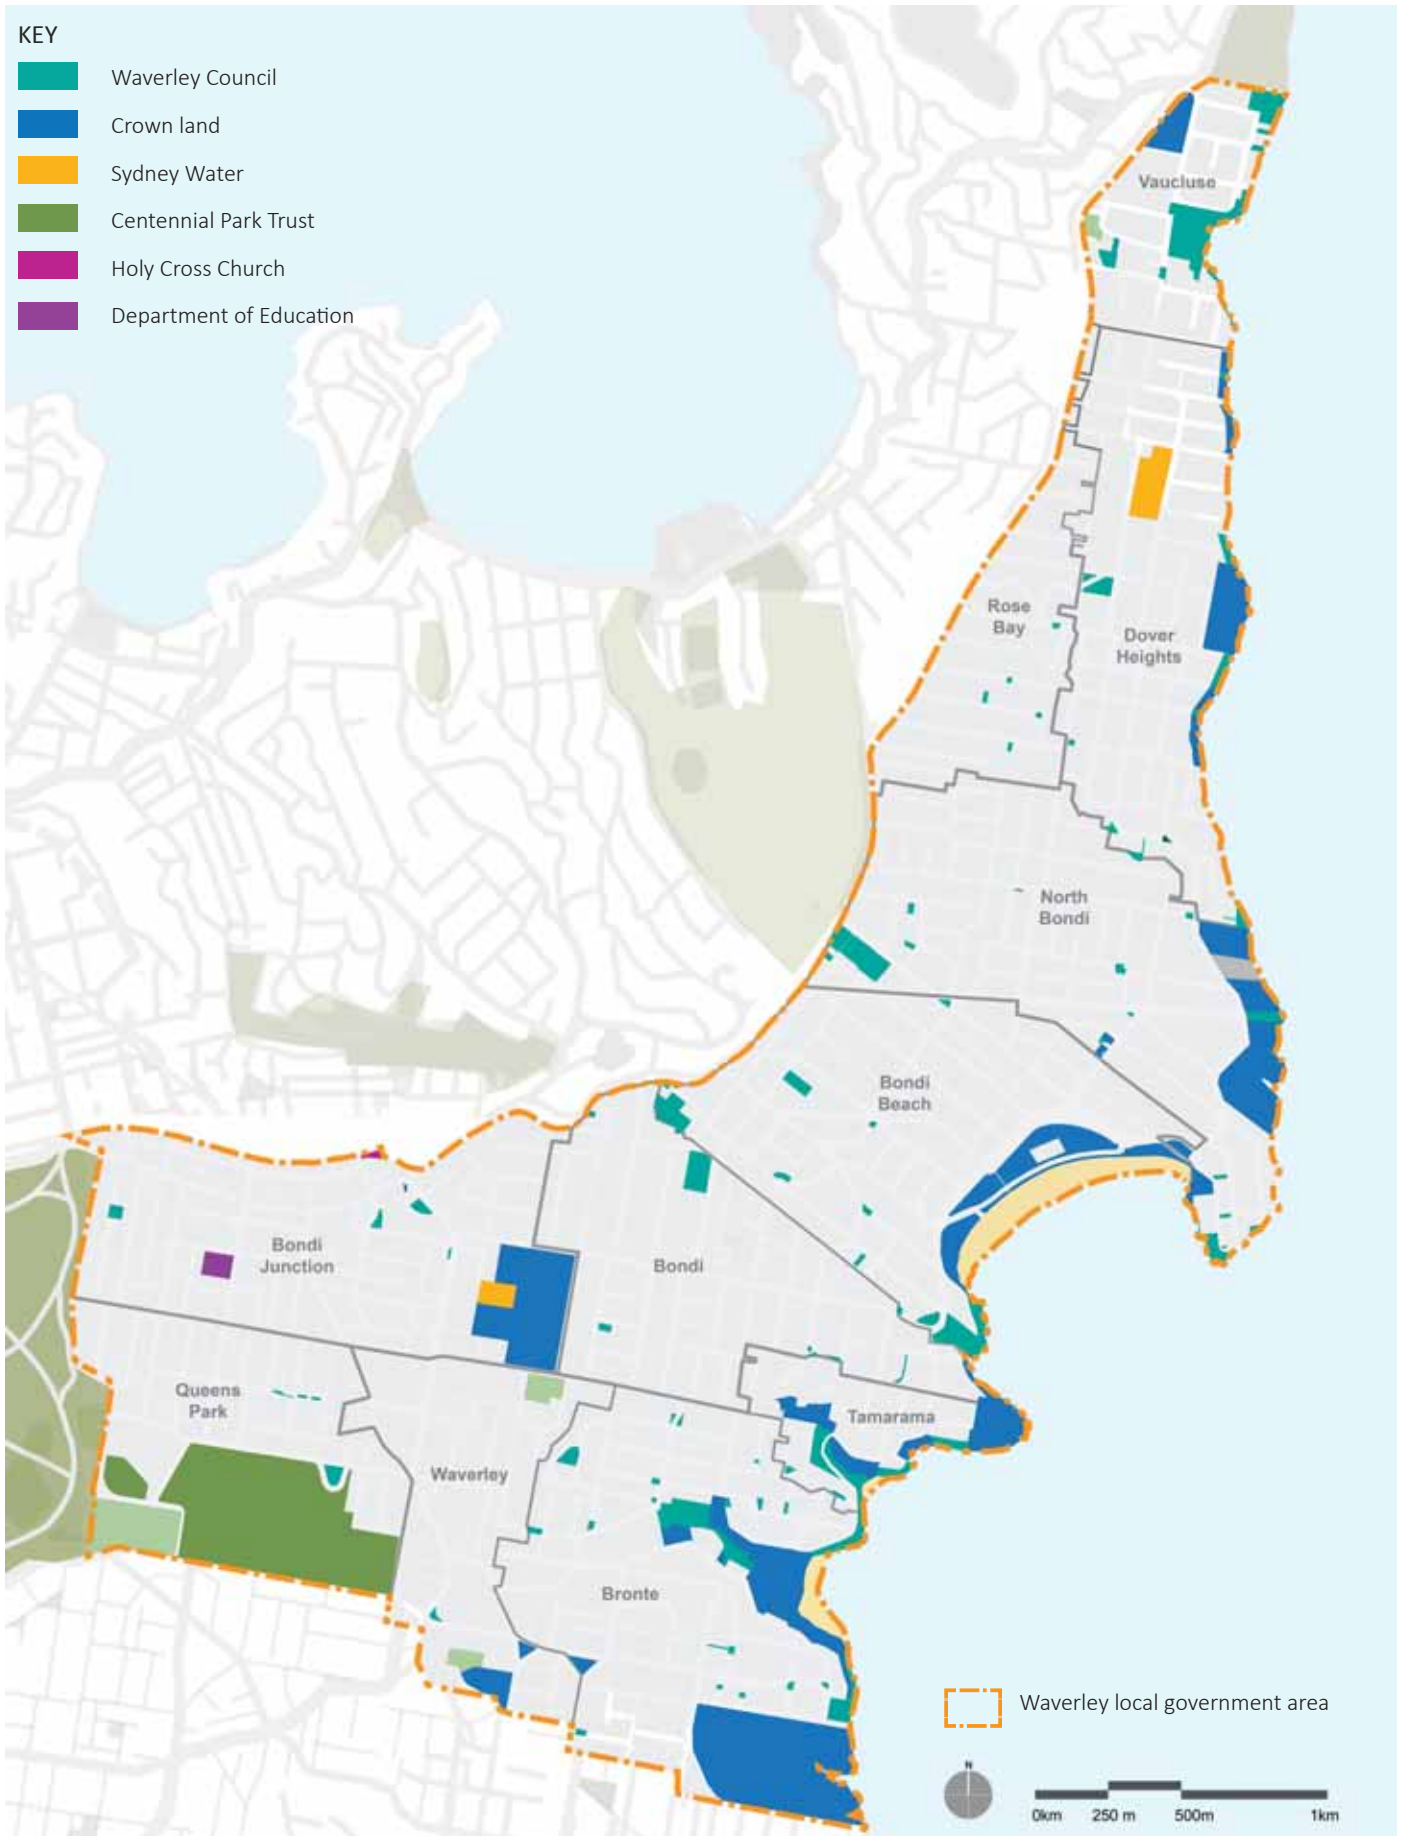 KEY
Waverley Council
Crown land
Sydney Water
Centennial Park Trust
Holy Cross Church
Department of Education
Vaucluse
Rose
Bay
Dover
Heights
North
Bondi
Bondi
Beach
Bondi
Junction
Bondi
Queens
Park
Tamarama
Waverley
Bronte
Waverley local government area
N
0km 250 m 500m 1km